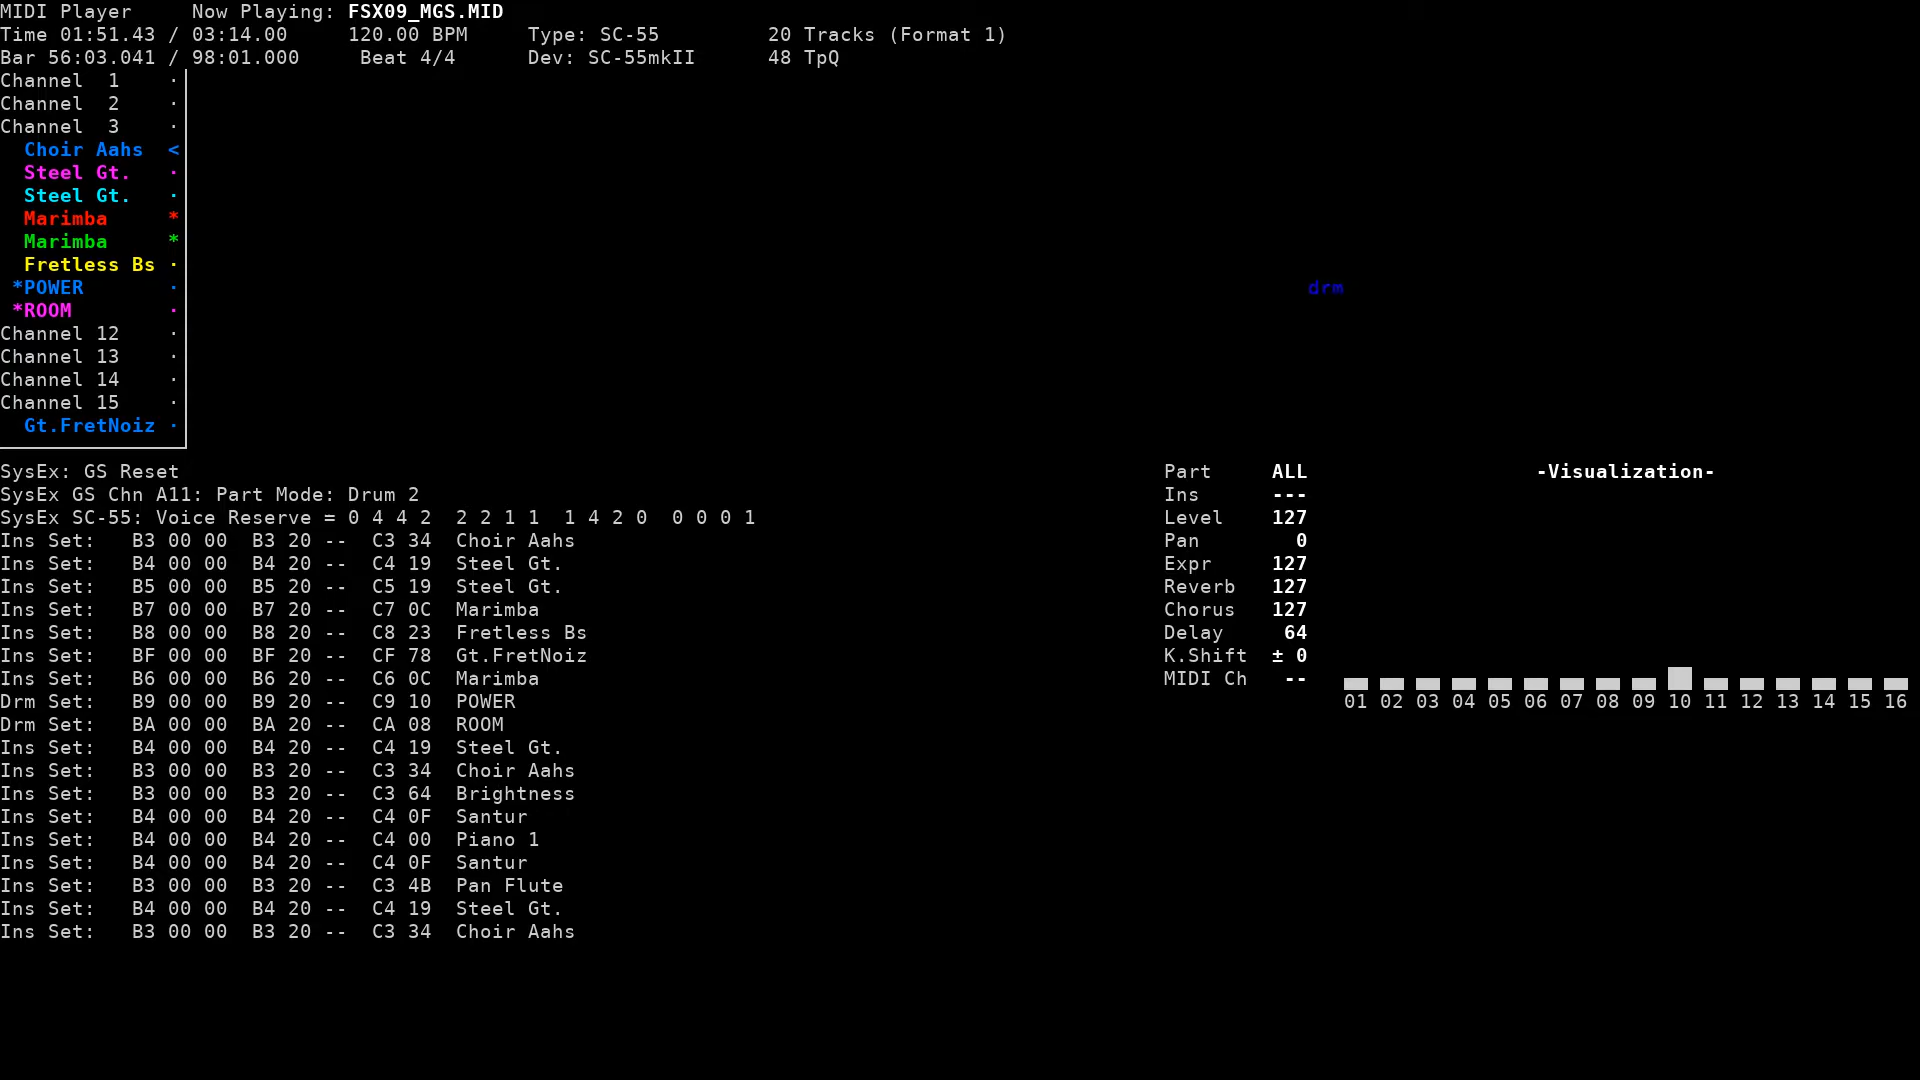 MIDI Player     Now Playing: FSX09_MGS.MID
Time 01:51.43 / 03:14.00     120.00 BPM     Type: SC-55         20 Tracks (Format 1)
Bar 56:03.041 / 98:01.000     Beat 4/4      Dev: SC-55mkII      48 TpQ
Channel  1    ·
Channel  2    ·
Channel  3    ·
Choir Aahs  <
Steel Gt.   ·
Steel Gt.   ·
Marimba     *
Marimba     *
Fretless Bs ·
*POWER       · drm
*ROOM        ·
Channel 12    ·
Channel 13    ·
Channel 14    ·
Channel 15    ·
Gt.FretNoiz ·
SysEx: GS Reset
SysEx GS Chn A11: Part Mode: Drum 2
SysEx SC-55: Voice Reserve = 0 4 4 2  2 2 1 1  1 4 2 0  0 0 0 1
Ins Set:   B3 00 00  B3 20 --  C3 34  Choir Aahs
Ins Set:   B4 00 00  B4 20 --  C4 19  Steel Gt.
Ins Set:   B5 00 00  B5 20 --  C5 19  Steel Gt.
Ins Set:   B7 00 00  B7 20 --  C7 0C  Marimba
Ins Set:   B8 00 00  B8 20 --  C8 23  Fretless Bs
Ins Set:   BF 00 00  BF 20 --  CF 78  Gt.FretNoiz
Ins Set:   B6 00 00  B6 20 --  C6 0C  Marimba
Drm Set:   B9 00 00  B9 20 --  C9 10  POWER
Drm Set:   BA 00 00  BA 20 --  CA 08  ROOM
Ins Set:   B4 00 00  B4 20 --  C4 19  Steel Gt.
Ins Set:   B3 00 00  B3 20 --  C3 34  Choir Aahs
Ins Set:   B3 00 00  B3 20 --  C3 64  Brightness
Ins Set:   B4 00 00  B4 20 --  C4 0F  Santur
Ins Set:   B4 00 00  B4 20 --  C4 00  Piano 1
Ins Set:   B4 00 00  B4 20 --  C4 0F  Santur
Ins Set:   B3 00 00  B3 20 --  C3 4B  Pan Flute
Ins Set:   B4 00 00  B4 20 --  C4 19  Steel Gt.
Ins Set:   B3 00 00  B3 20 --  C3 34  Choir Aahs
Part     ALL
Ins      ---
Level    127
Pan        0
Expr     127
Reverb   127
Chorus   127
Delay     64
K.Shift  ± 0
MIDI Ch   --
-Visualization-
01 02 03 04 05 06 07 08 09 10 11 12 13 14 15 16